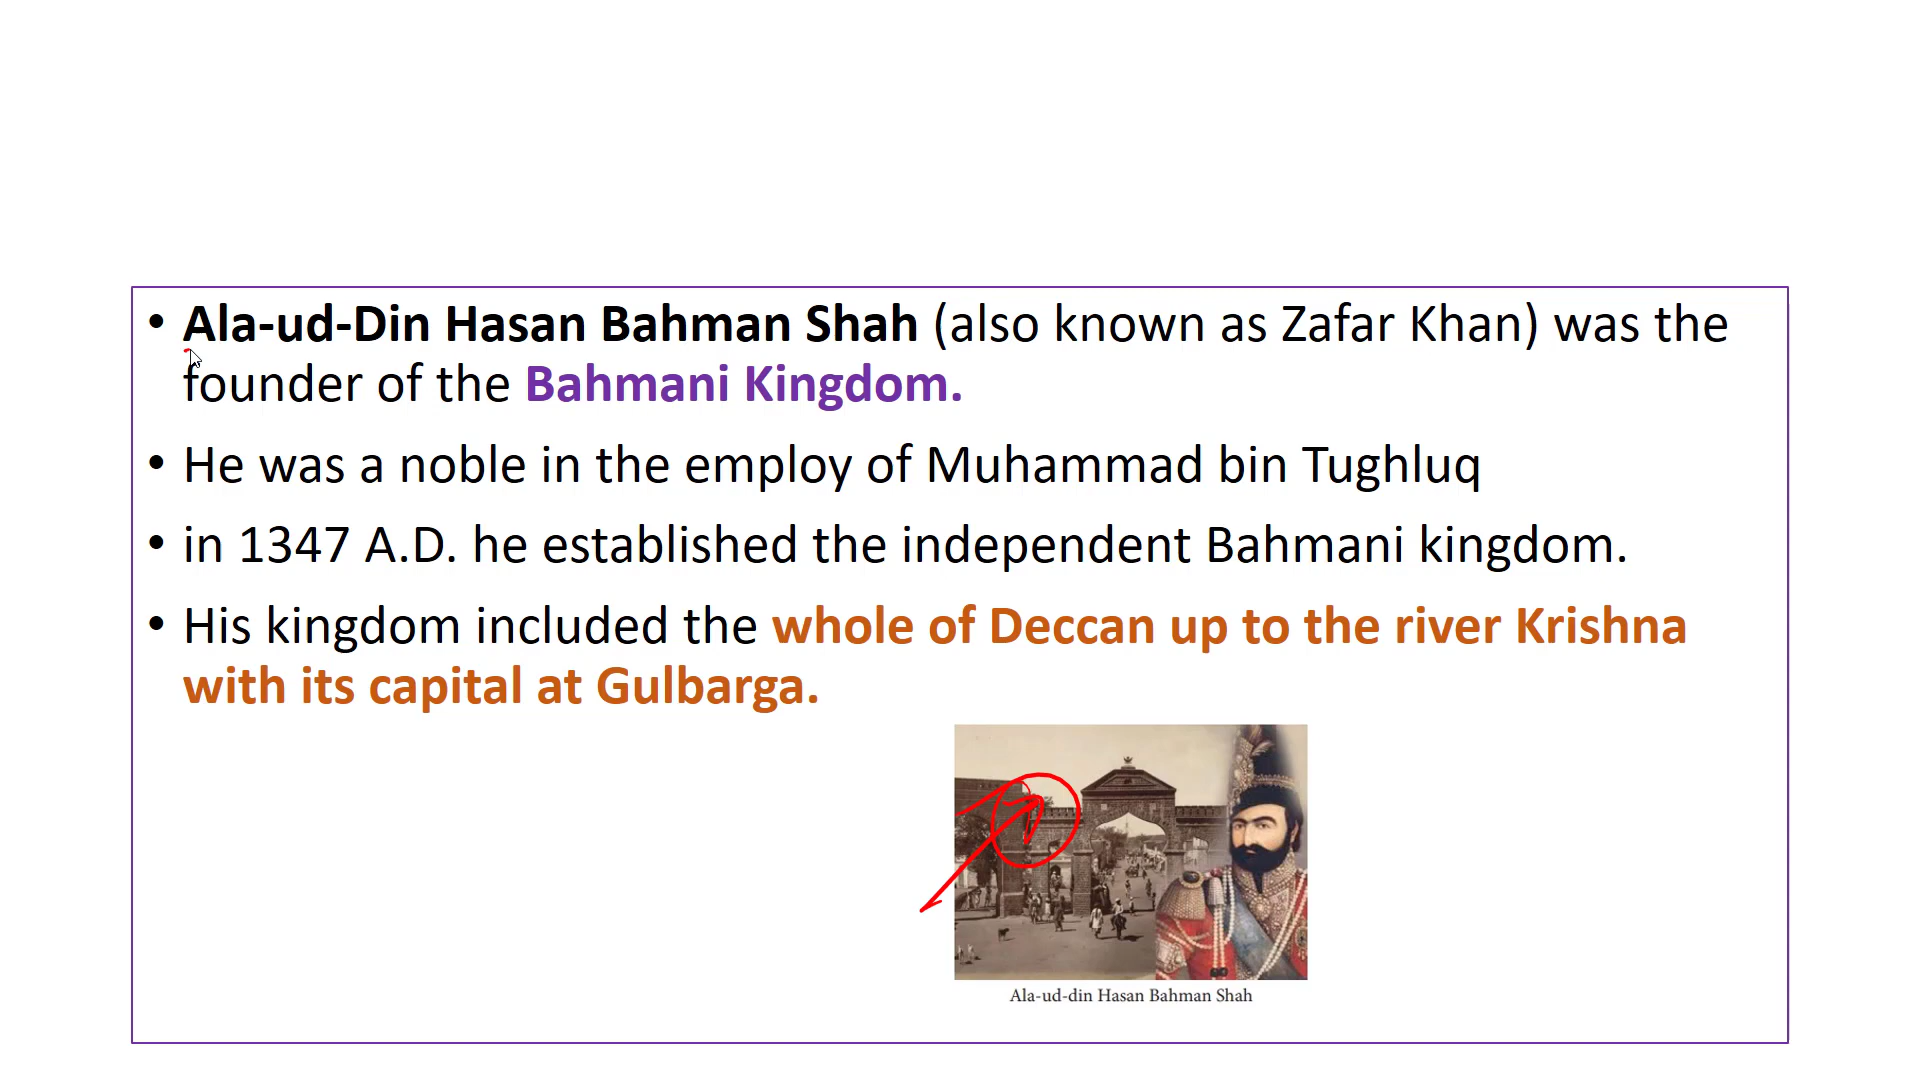 • Ala-ud-Din Hasan Bahman Shah (also known as Zafar Khan) was the
founder of the Bahmani Kingdom.
• He was a noble in the employ of Muhammad bin Tughluq
• in 1347 A.D. he established the independent Bahmani kingdom.
• His kingdom included the whole of Deccan up to the river Krishna
with its capital at Gulbarga.
Ala-ud-din Hasan Bahman Shah